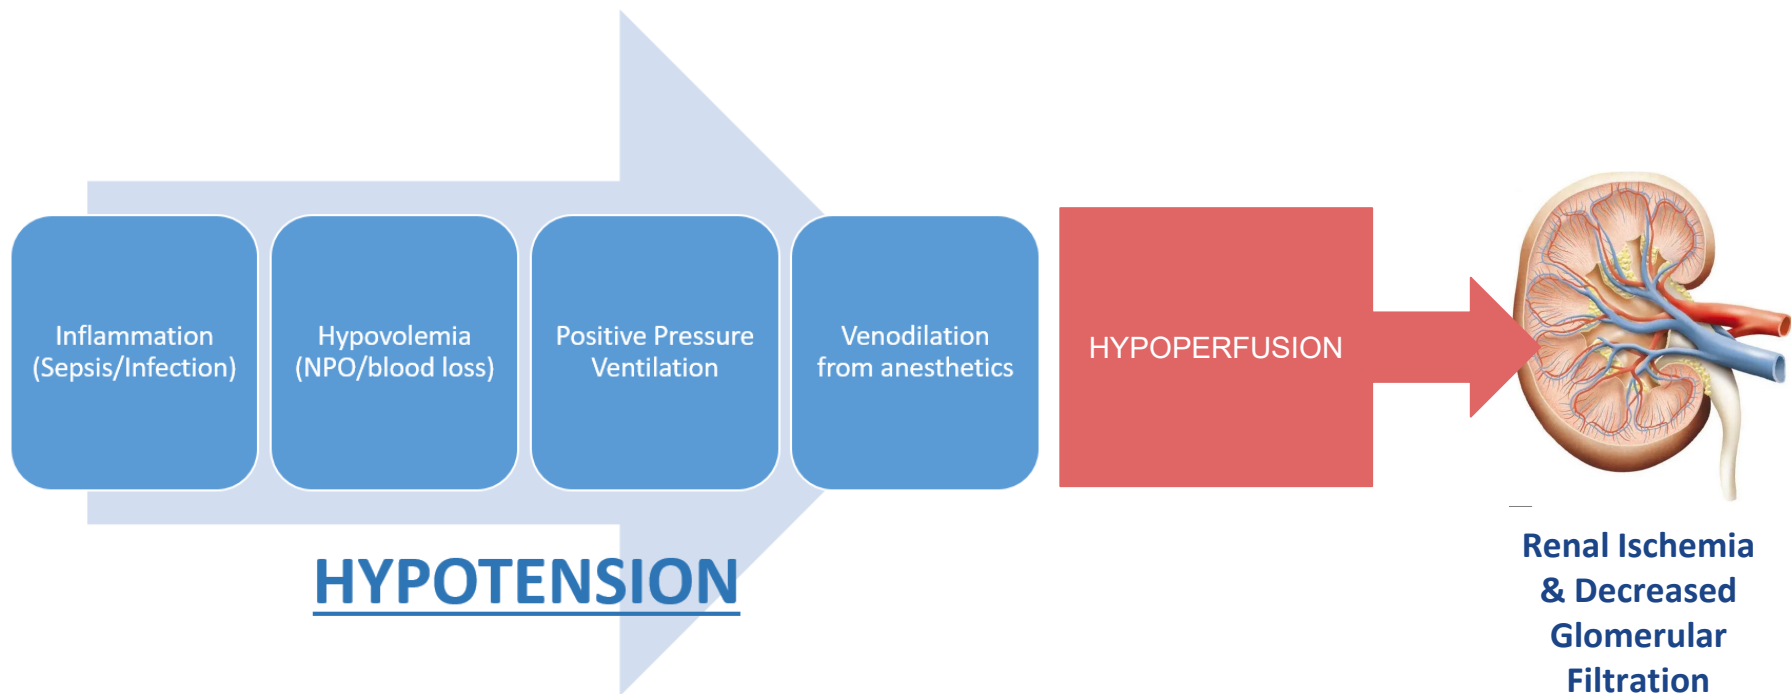 Inflammation
(Sepsis/Infection)
Hypovolemia
(NPO/blood loss)
Positive Pressure
Ventilation
Venodilation
from anesthetics
HYPOPERFUSION
HYPOTENSION
Renal Ischemia
& Decreased
Glomerular
Filtration